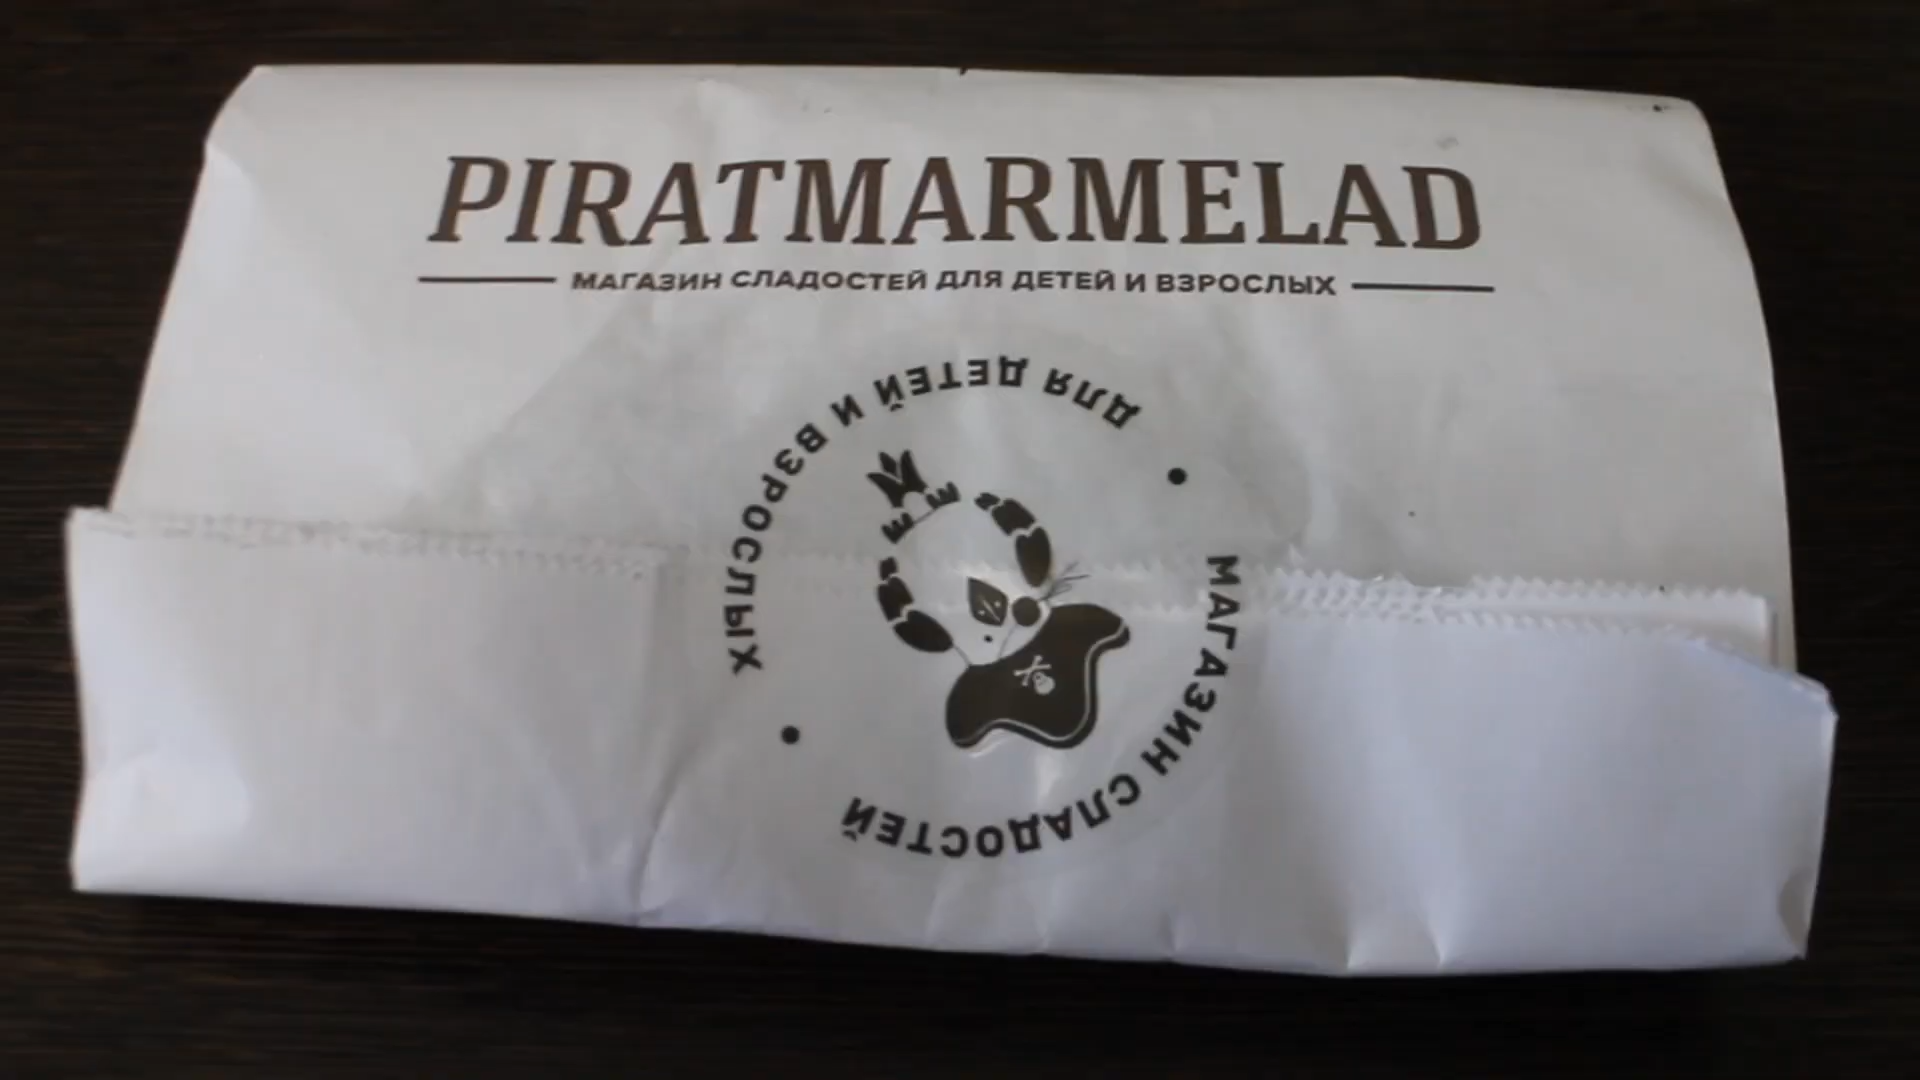 PIRATMARMELAD
МАГАЗИН СЛАДОСТЕЙ ДЛЯ ДЕТЕЙ И ВЗРОСЛЫХ
МАГАЗИН СЛАДОСТЕЙ
ДЛЯ ДЕТЕЙ И ВЗРОСЛЫХ